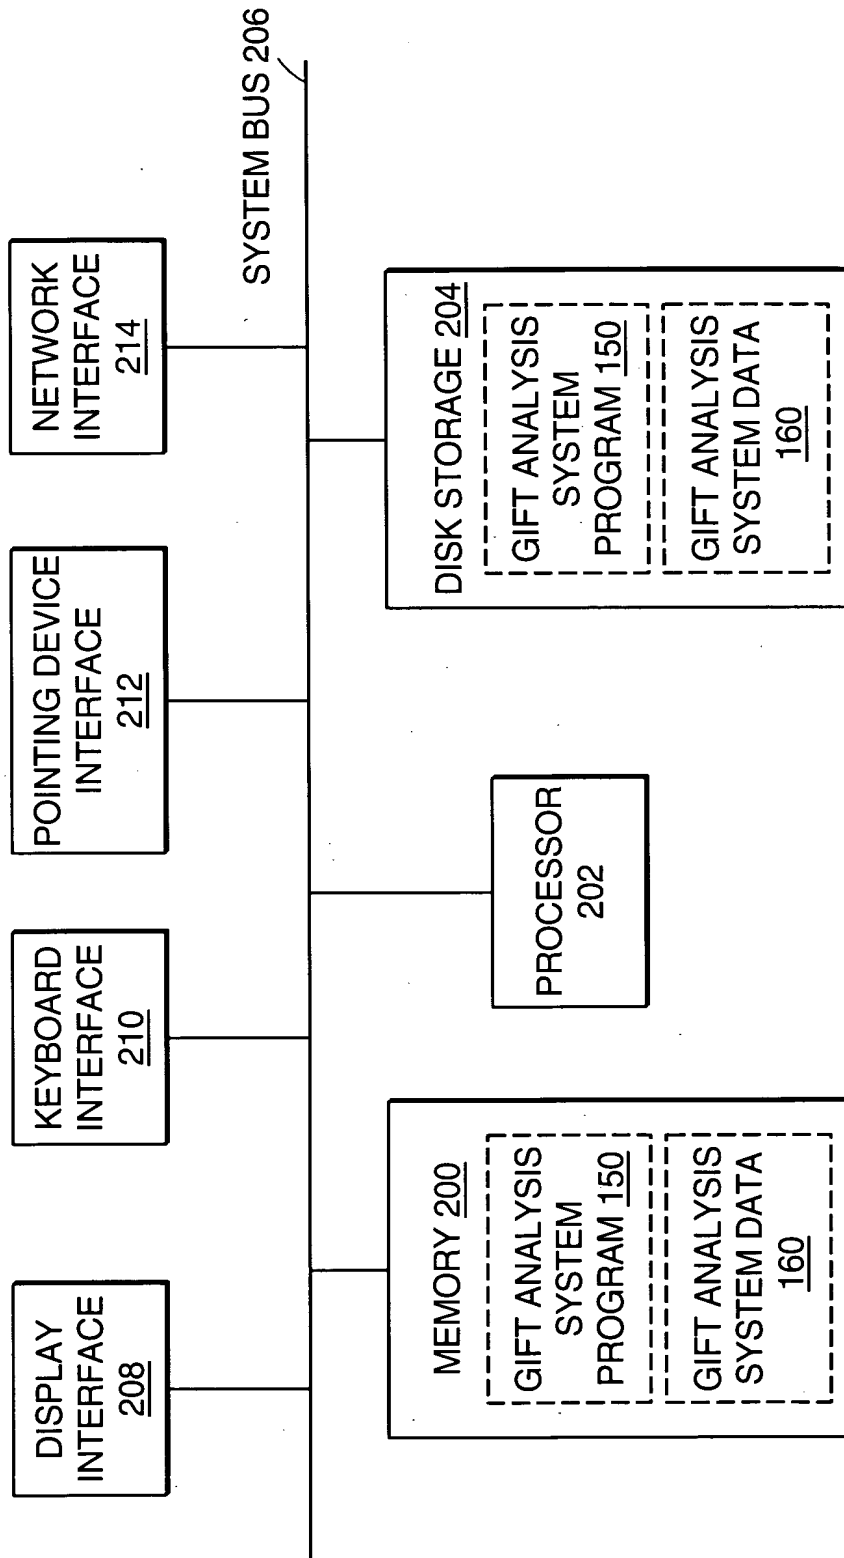 DISPLAY
INTERFACE
208
KEYBOARD
INTERFACE
210
POINTING DEVICE
INTERFACE
212
NETWORK
INTERFACE
214
SYSTEM BUS 206
MEMORY 200
GIFT ANALYSIS
SYSTEM
PROGRAM 150
GIFT ANALYSIS
SYSTEM DATA
160
PROCESSOR
202
DISK STORAGE 204
GIFT ANALYSIS
SYSTEM
PROGRAM 150
GIFT ANALYSIS
SYSTEM DATA
160